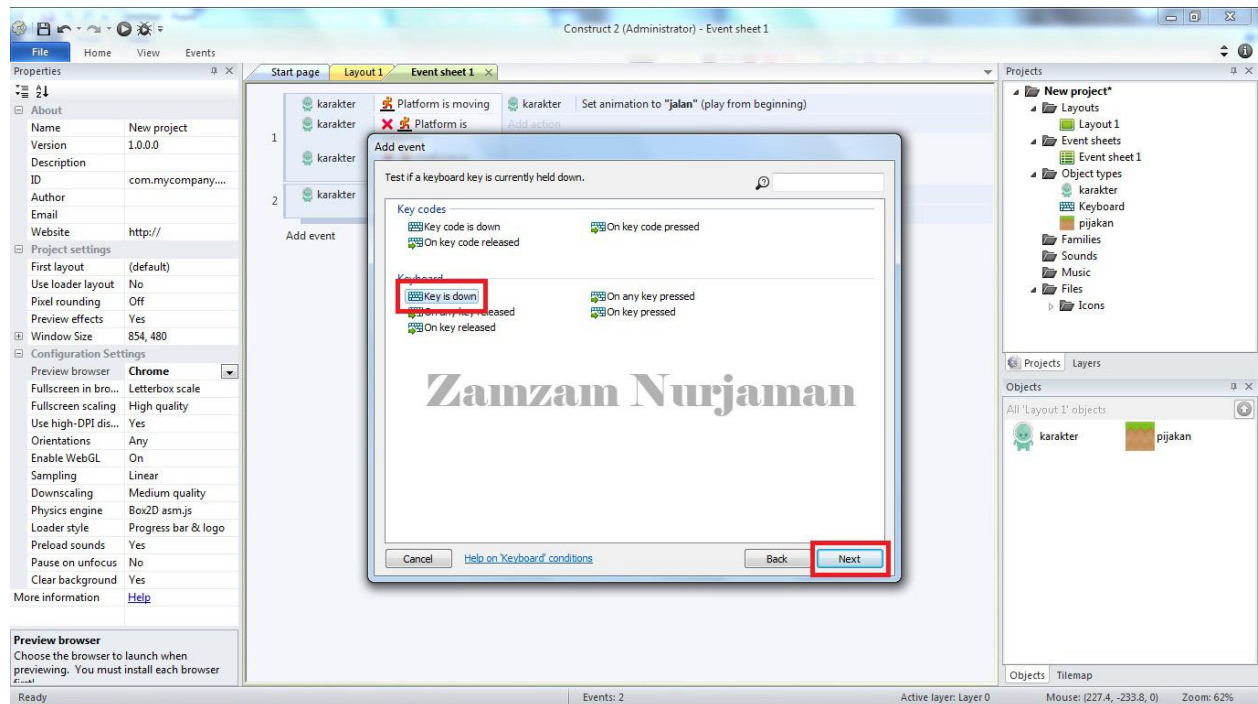 Construct 2 (Administrator) - Event sheet 1
File Home View Events
Properties
About
Name New project
Version 1.0.0.0
Description
ID com.mycompany....
Author
Email
Website http://
Project settings
First layout (default)
Use loader layout No
Pixel rounding Off
Preview effects Yes
Window Size 854, 480
Configuration Settings
Preview browser Chrome
Fullscreen in bro... Letterbox scale
Fullscreen scaling High quality
Use high-DPI dis... Yes
Orientations Any
Enable WebGL On
Sampling Linear
Downscaling Medium quality
Physics engine Box2D asm.js
Loader style Progress bar & logo
Preload sounds Yes
Pause on unfocus No
Clear background Yes
More information Help
Preview browser
Choose the browser to launch when
previewing. You must install each browser
Start page Layout 1 Event sheet 1
1
karakter Platform is moving karakter Set animation to "jalan" (play from beginning)
karakter Platform is Add action
karakter
2 karakter
Add event
Add event
Test if a keyboard key is currently held down.
Key codes
Key code is down On key code pressed
On key code released
Keyboard
Key is down On any key pressed
On any key released On key pressed
On key released
Zamzam Nurjaman
Cancel Help on 'Keyboard' conditions Back Next
Projects
New project*
Layouts
Layout 1
Event sheets
Event sheet 1
Object types
karakter
Keyboard
pijakan
Families
Sounds
Music
Files
Icons
Projects Layers
Objects
All 'Layout 1' objects
karakter pijakan
Objects Tilemap
Ready Events: 2 Active layer: Layer 0 Mouse: (227.4, -233.8, 0) Zoom: 62%